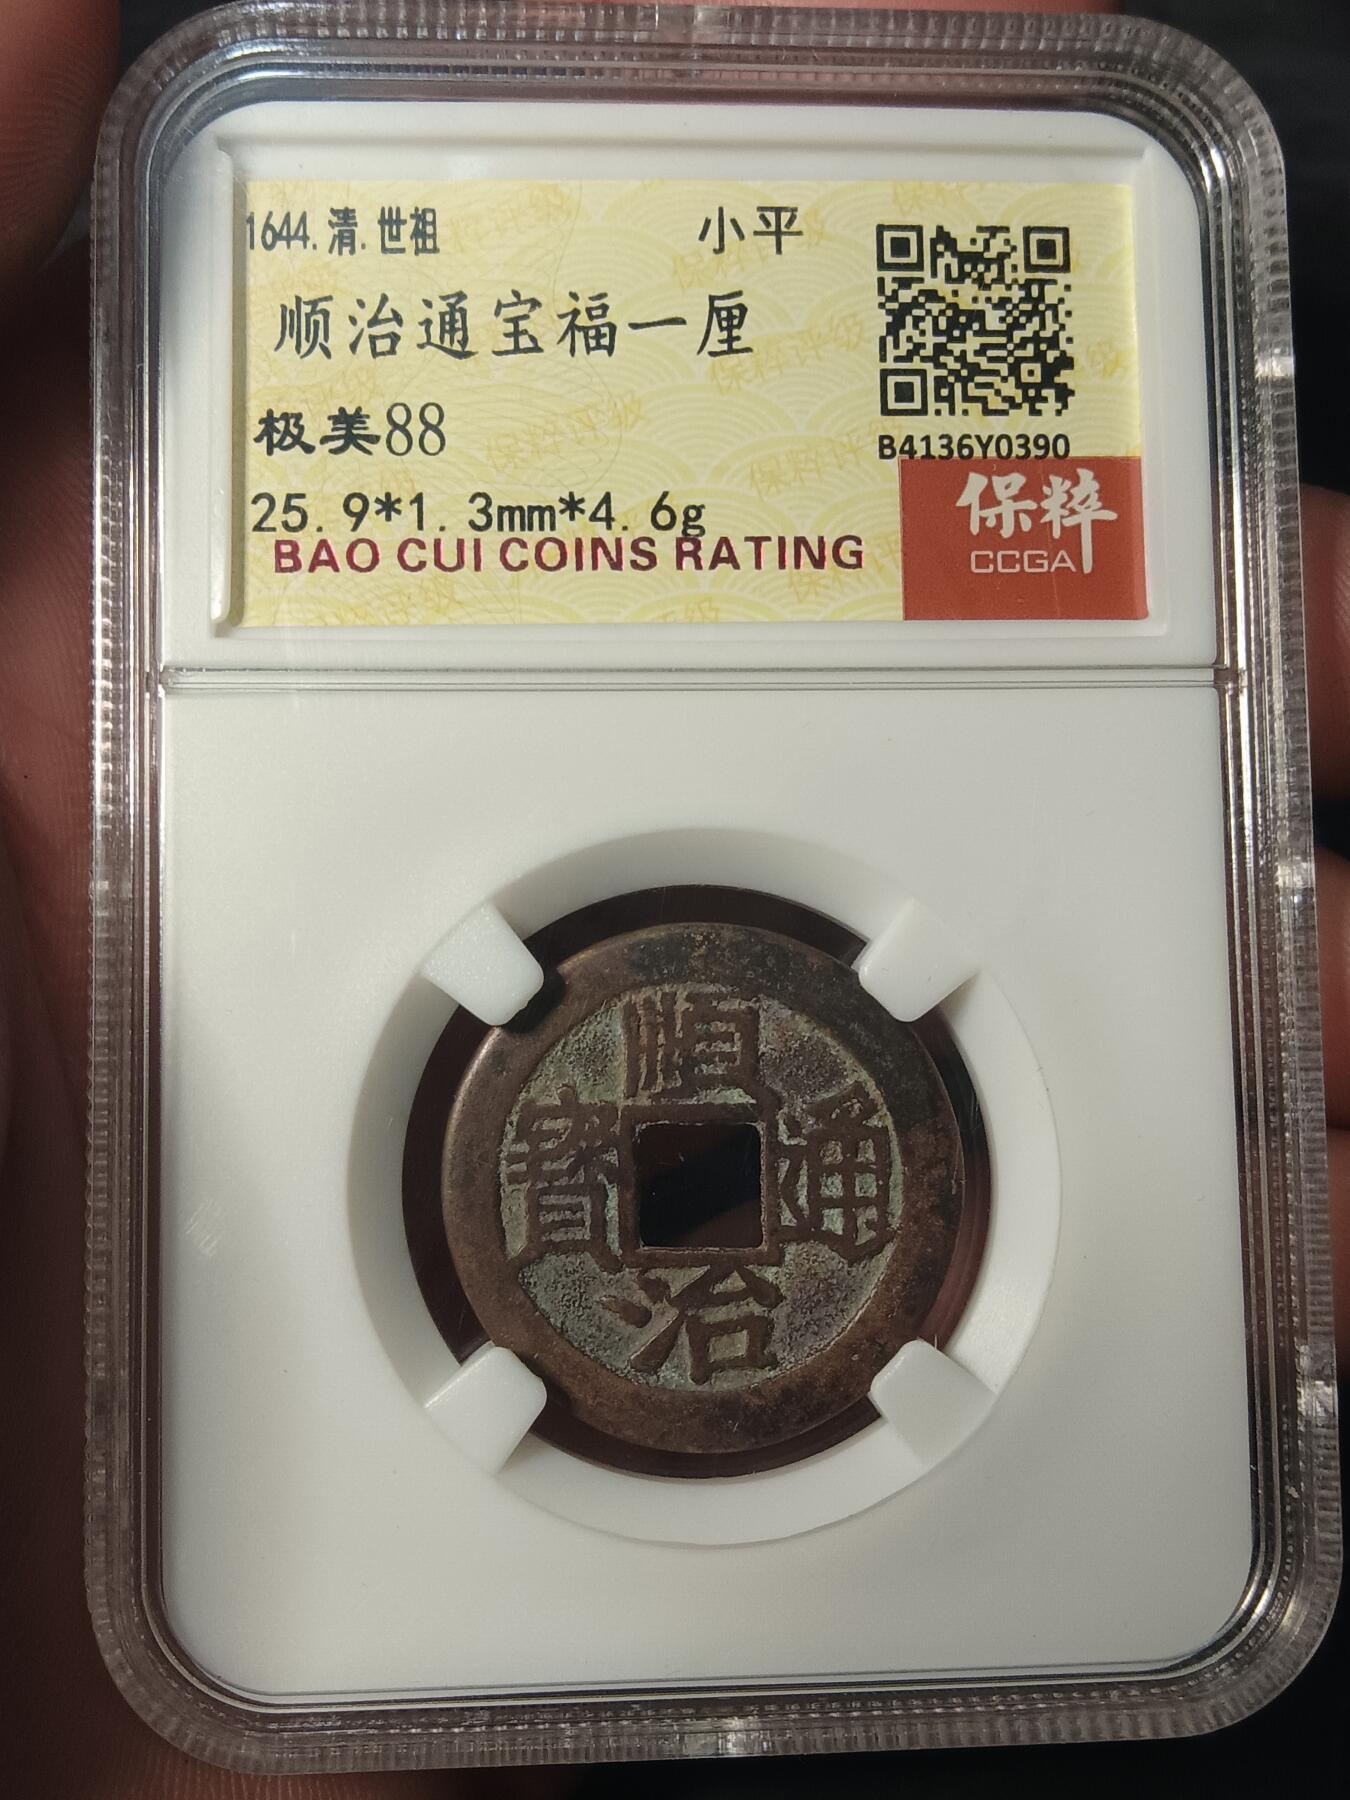 1644.清.世祖 小平
顺治通宝福一厘
极美88
B4136Y0390
25.9*1.3mm*4.6g
BAO CUI COINS RATING
保粹
CCGA
順治通寶